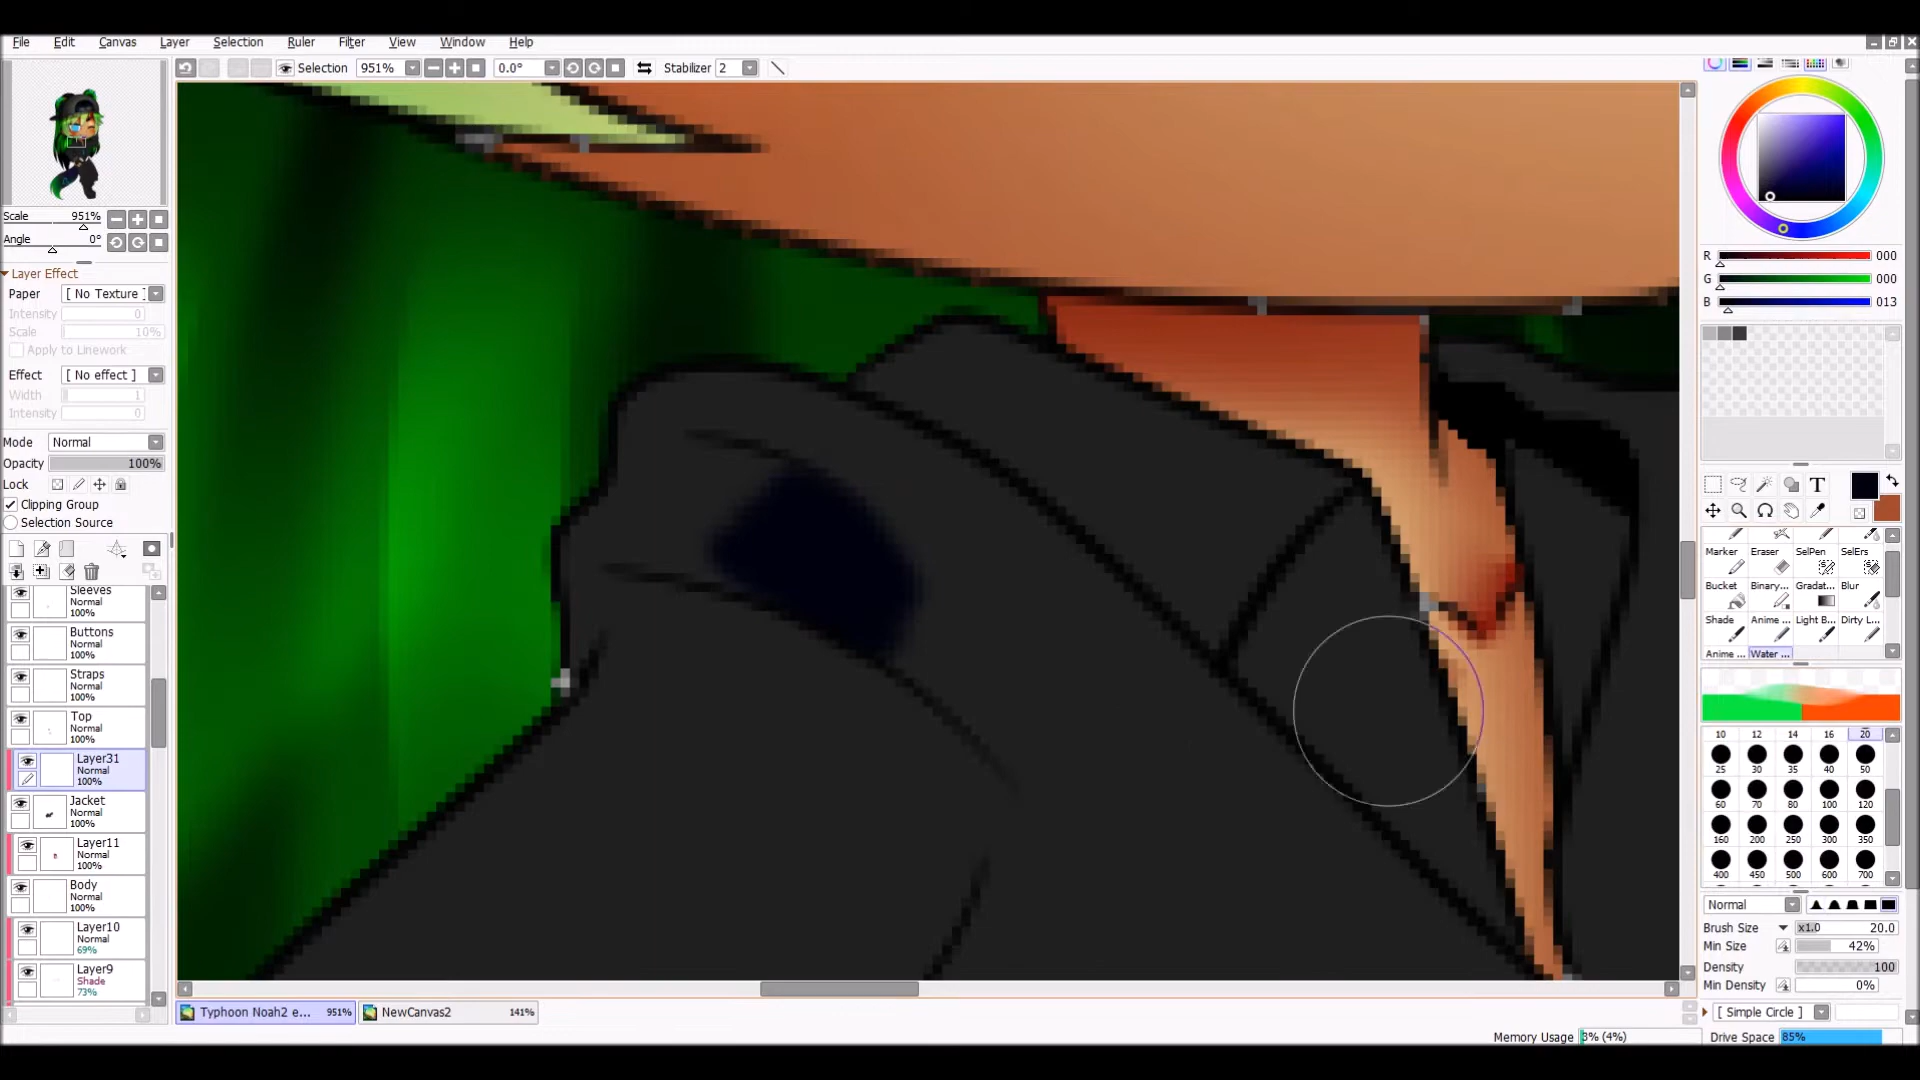 File Edit Canvas Layer Selection Ruler Filter View Window Help
Selection 951% 0.0° Stabilizer 2
Scale 951%
Angle 0°
Layer Effect
Paper [ No Texture ]
Intensity 0
Scale 10%
Apply to Linework
Effect [ No effect ]
Width 1
Intensity 0
Mode Normal
Opacity 100%
Lock
Clipping Group
Selection Source
Sleeves
Normal
100%
Buttons
Normal
100%
Straps
Normal
100%
Top
Normal
100%
Layer31
Normal
100%
Jacket
Normal
100%
Layer11
Normal
100%
Body
Normal
100%
Layer10
Normal
69%
Layer9
Shade
73%
R 000
G 000
B 013
T
Marker Eraser SelPen SelErs
Bucket Binary... Gradat... Blur
Shade Anime ... Light B... Dirty L...
Anime ... Water ...
10 12 14 16 20
25 30 35 40 50
60 70 80 100 120
160 200 250 300 350
400 450 500 600 700
Normal
Brush Size x1.0 20.0
Min Size 42%
Density 100
Min Density 0%
[ Simple Circle ]
Typhoon Noah2 e... 951% NewCanvas2 141%
Memory Usage 3% (4%) Drive Space 85%